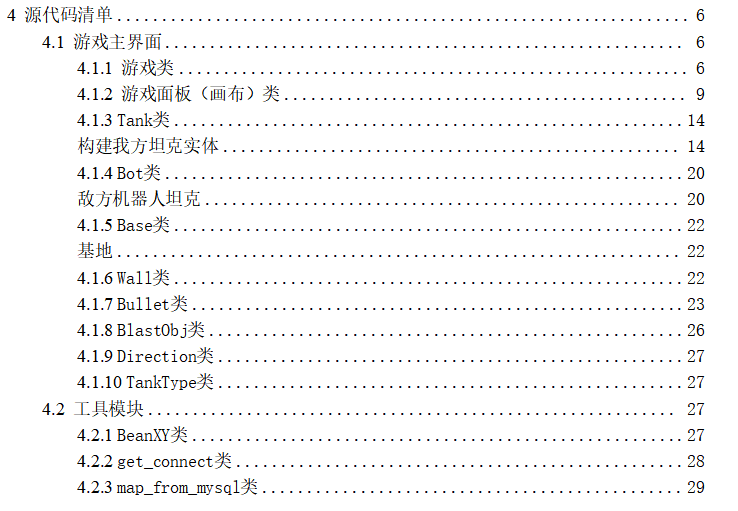 4 源代码清单 6
4.1 游戏主界面 6
4.1.1 游戏类 6
4.1.2 游戏面板（画布）类 9
4.1.3 Tank类 14
构建我方坦克实体 14
4.1.4 Bot类 20
敌方机器人坦克 20
4.1.5 Base类 22
基地 22
4.1.6 Wall类 22
4.1.7 Bullet类 23
4.1.8 BlastObj类 26
4.1.9 Direction类 27
4.1.10 TankType类 27
4.2 工具模块 27
4.2.1 BeanXY类 27
4.2.2 get_connect类 28
4.2.3 map_from_mysql类 29